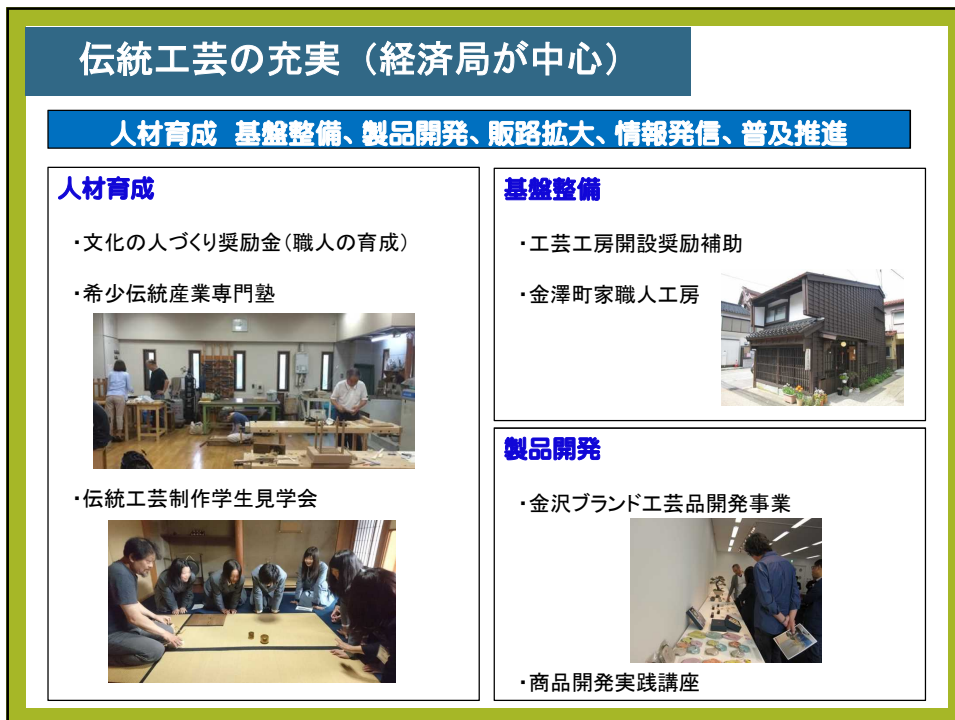 伝統工芸の充実（経済局が中心）
人材育成 基盤整備、製品開発、販路拡大、情報発信、普及推進
人材育成
・文化の人づくり奨励金（職人の育成）
・希少伝統産業専門塾
・伝統工芸制作学生見学会
基盤整備
・工芸工房開設奨励補助
・金澤町家職人工房
製品開発
・金沢ブランド工芸品開発事業
・商品開発実践講座